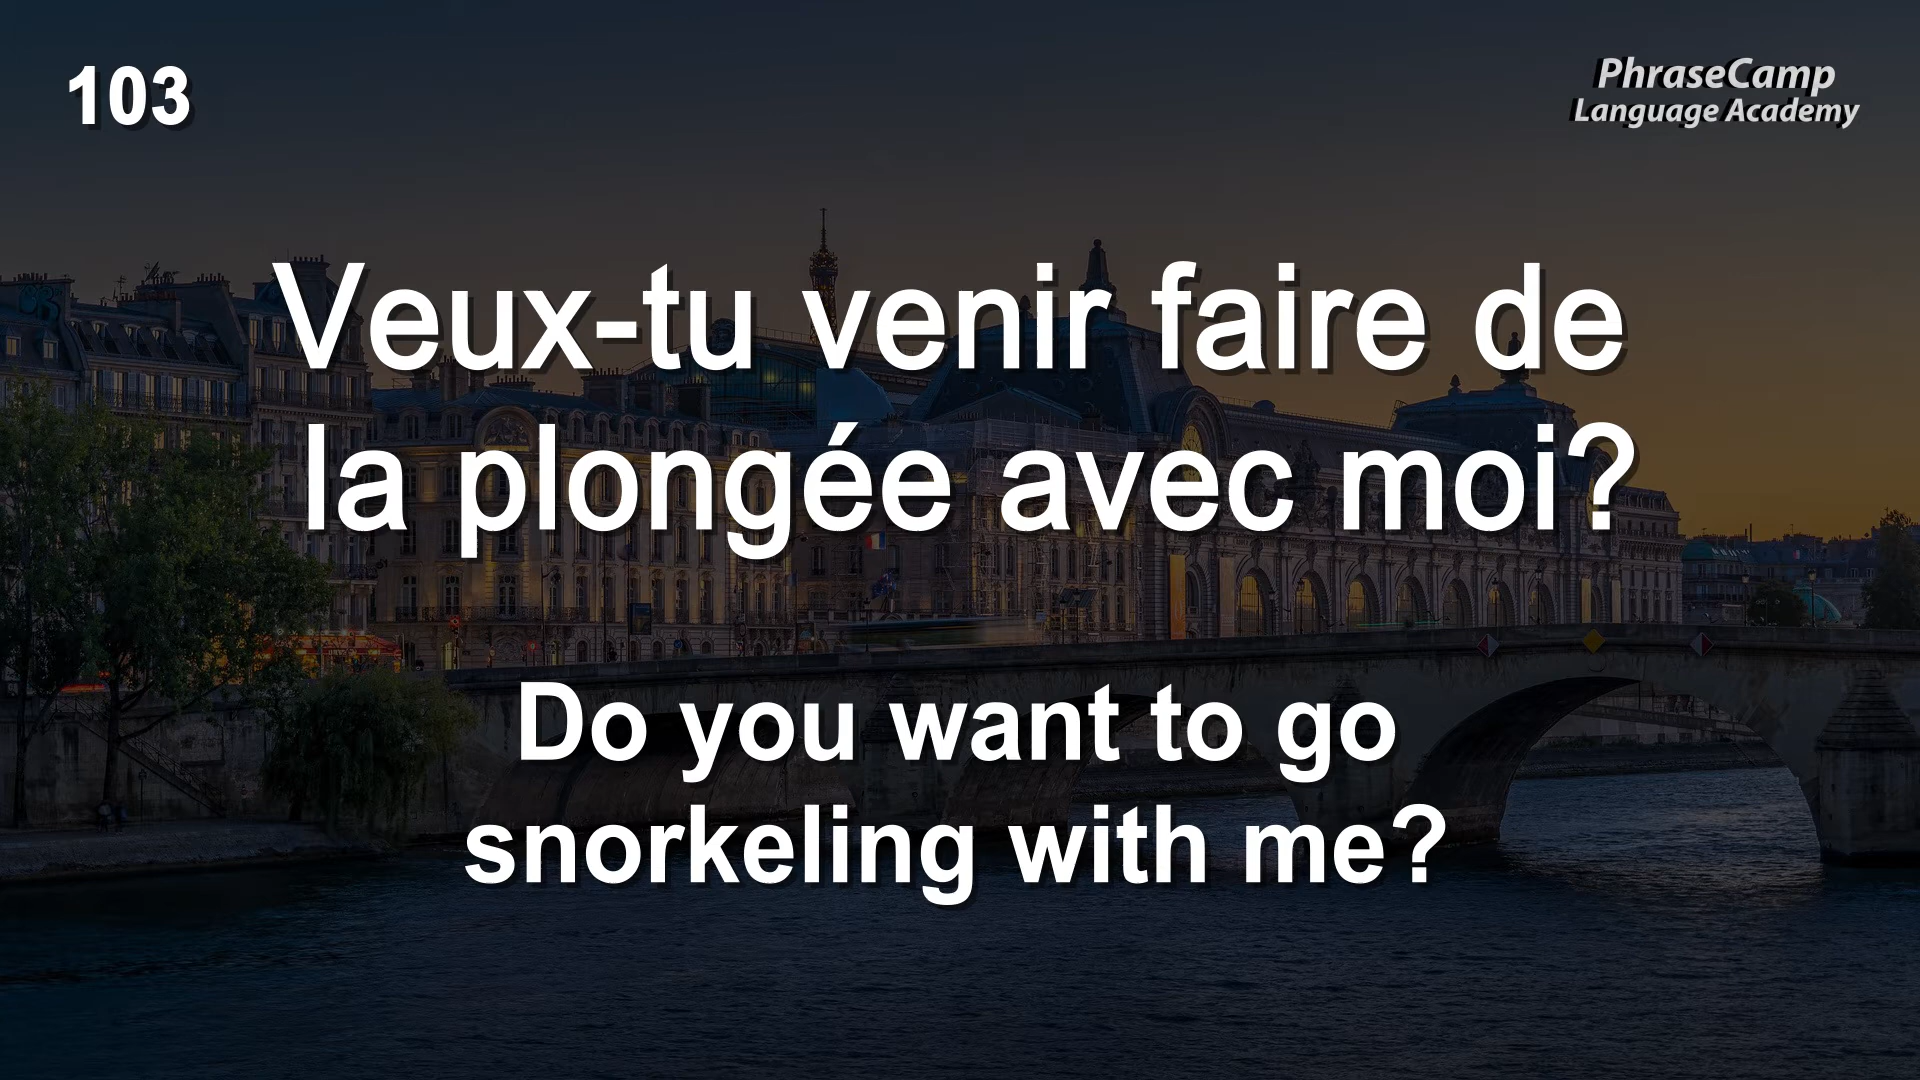 103
PhraseCamp
Language Academy
Veux-tu venir faire de
la plongée avec moi?
Do you want to go
snorkeling with me?